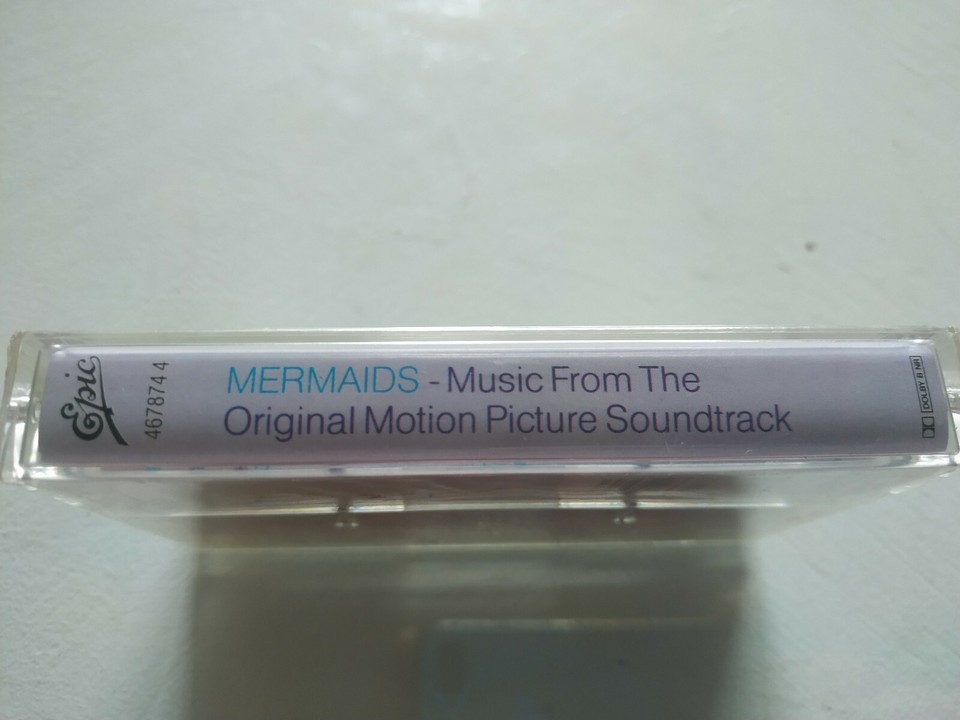 Epic
467874 4
MERMAIDS - Music From The
Original Motion Picture Soundtrack
DOLBY B NR